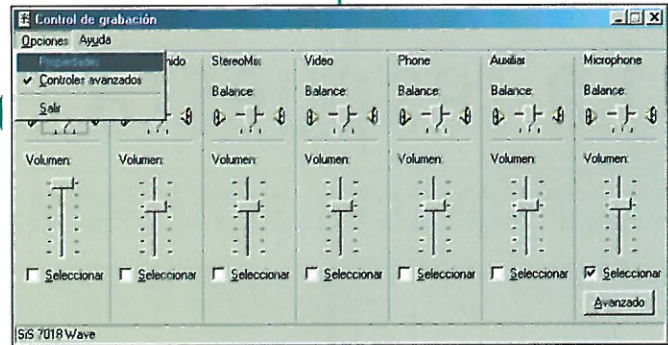 Control de grabación
Opciones Ayuda
Propiedades
Controles avanzados
Salir
nido StereoMix Video Phone Auxiliar Microphone
Balance: Balance: Balance: Balance: Balance:
Volumen: Volumen: Volumen: Volumen: Volumen: Volumen: Volumen:
Seleccionar Seleccionar Seleccionar Seleccionar Seleccionar Seleccionar Seleccionar
Avanzado
SiS 7018 Wave